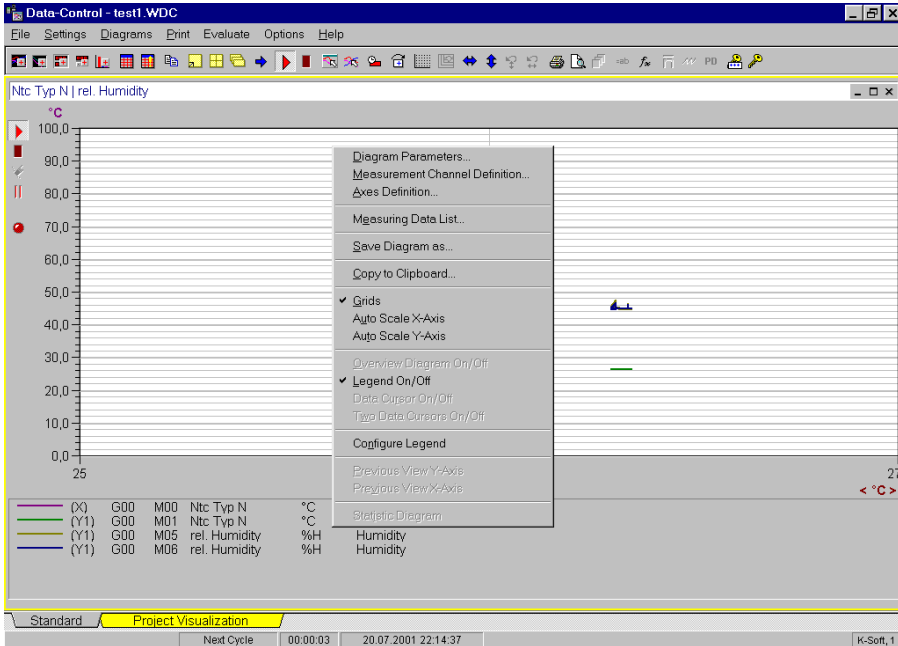 Data-Control - test1.WDC
File Settings Diagrams Print Evaluate Options Help
=ab fx PD
Ntc Typ N | rel. Humidity
°C
100,0
90,0
80,0
70,0
60,0
50,0
40,0
30,0
20,0
10,0
0,0
25
27
< °C >
Diagram Parameters...
Measurement Channel Definition...
Axes Definition...
Measuring Data List...
Save Diagram as...
Copy to Clipboard...
Grids
Auto Scale X-Axis
Auto Scale Y-Axis
Overview Diagram On/Off
Legend On/Off
Data Cursor On/Off
Two Data Cursors On/Off
Configure Legend
Previous View Y-Axis
Previous View X-Axis
Statistic Diagram
(X) G00 M00 Ntc Typ N °C
(Y1) G00 M01 Ntc Typ N °C
(Y1) G00 M05 rel. Humidity %H Humidity
(Y1) G00 M06 rel. Humidity %H Humidity
Standard Project Visualization
Next Cycle 00:00:03 20.07.2001 22:14:37 K-Soft, 1